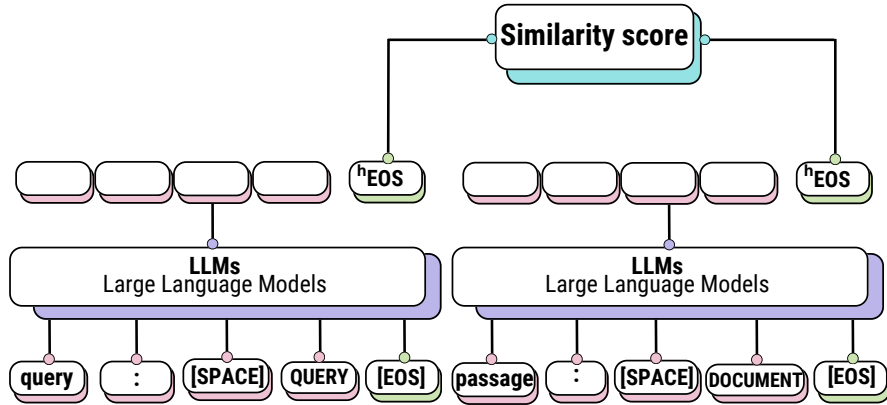 Similarity score
hEOS
hEOS
LLMs
Large Language Models
LLMs
Large Language Models
query : [SPACE] QUERY [EOS]
passage : [SPACE] DOCUMENT [EOS]